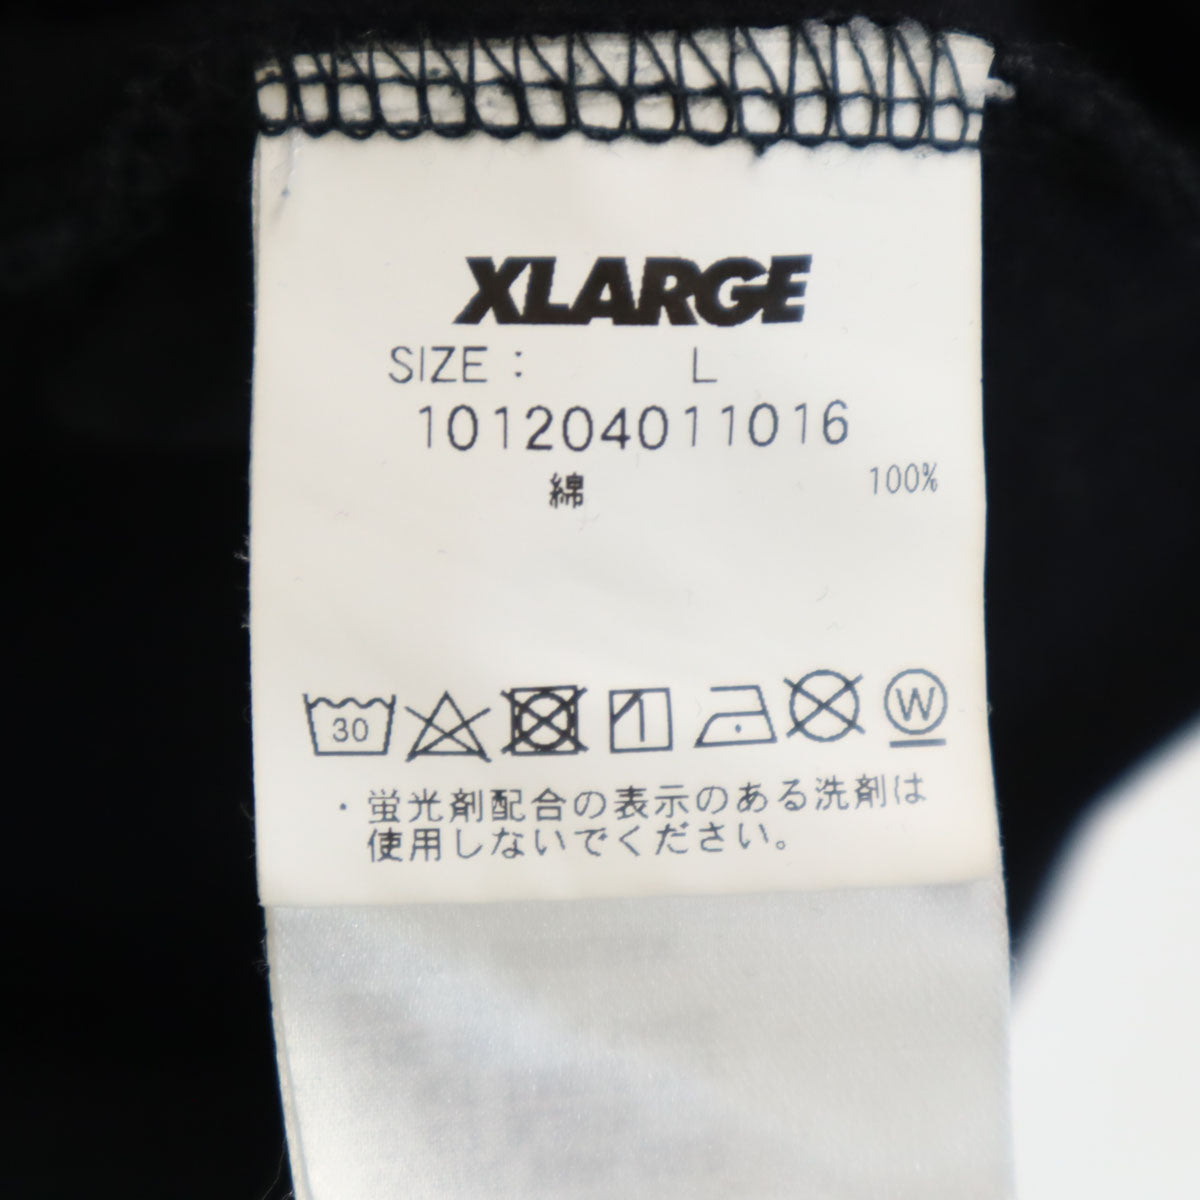 XLARGE
SIZE : L
101204011016
綿 100%
30 W
・蛍光剤配合の表示のある洗剤は
使用しないでください。